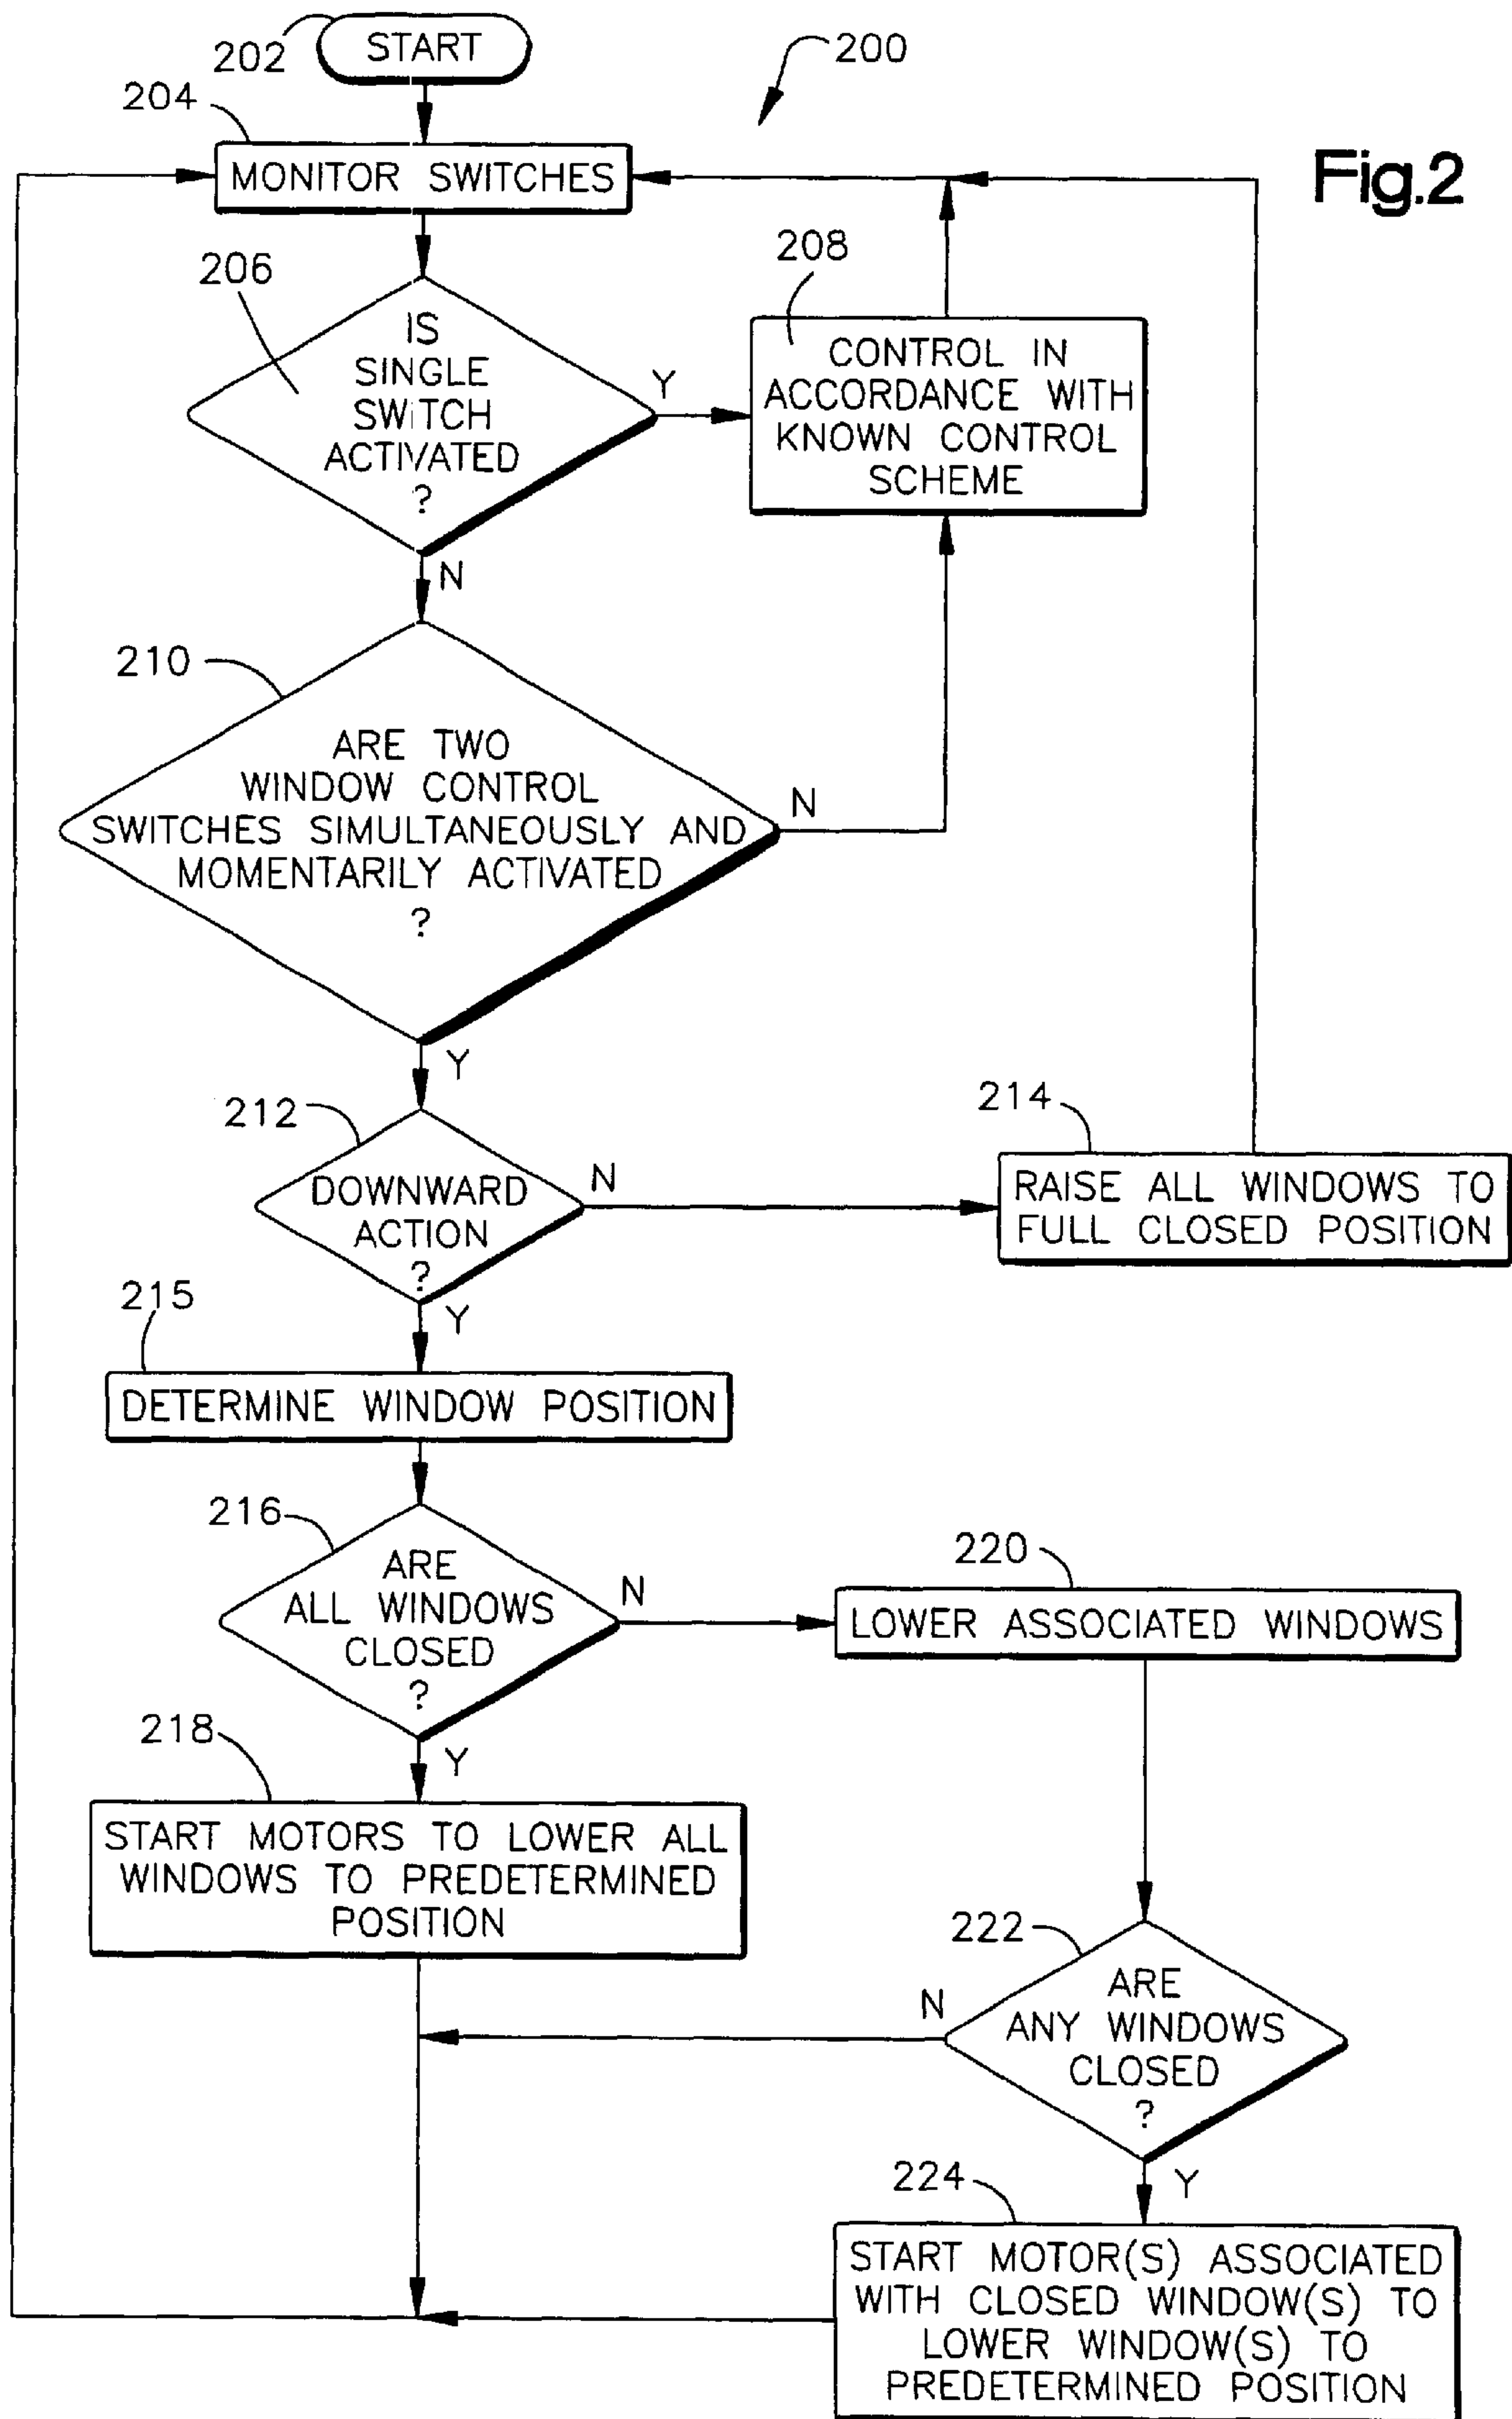 202
START
200
204
MONITOR SWITCHES
Fig.2
206
208
IS
SINGLE
SWITCH
ACTIVATED
?
Y
CONTROL IN
ACCORDANCE WITH
KNOWN CONTROL
SCHEME
N
210
ARE TWO
WINDOW CONTROL
SWITCHES SIMULTANEOUSLY AND
MOMENTARILY ACTIVATED
?
N
Y
212
DOWNWARD
ACTION
?
N
214
RAISE ALL WINDOWS TO
FULL CLOSED POSITION
Y
215
DETERMINE WINDOW POSITION
216
ARE
ALL WINDOWS
CLOSED
?
N
220
LOWER ASSOCIATED WINDOWS
Y
218
START MOTORS TO LOWER ALL
WINDOWS TO PREDETERMINED
POSITION
222
ARE
ANY WINDOWS
CLOSED
?
N
Y
224
START MOTOR(S) ASSOCIATED
WITH CLOSED WINDOW(S) TO
LOWER WINDOW(S) TO
PREDETERMINED POSITION